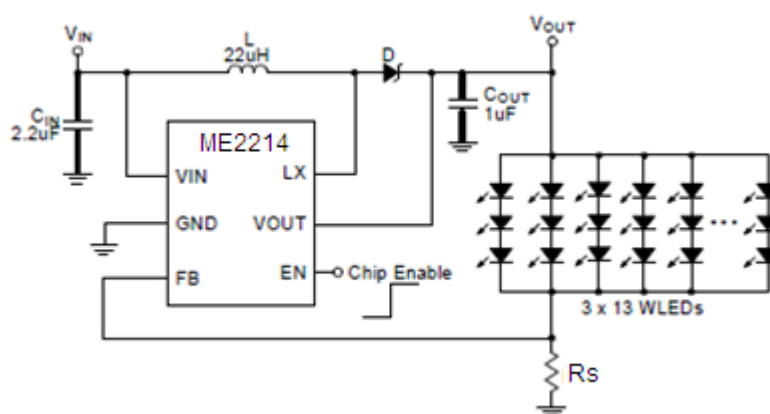 VIN
L
22uH
D
VOUT
CIN
2.2uF
COUT
1uF
ME2214
VIN
LX
GND
VOUT
FB
EN
Chip Enable
3 x 13 WLEDs
Rs